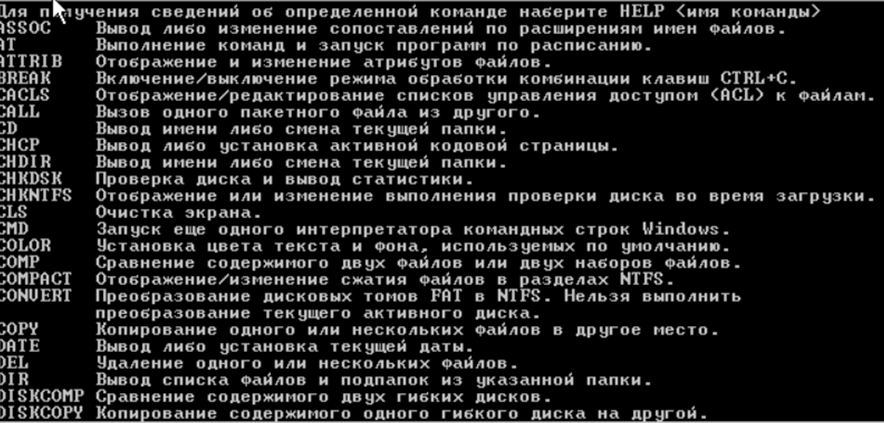 Для получения сведений об определенной команде наберите HELP <имя команды>
ASSOC Вывод либо изменение сопоставлений по расширениям имен файлов.
AT Выполнение команд и запуск программ по расписанию.
ATTRIB Отображение и изменение атрибутов файлов.
BREAK Включение/выключение режима обработки комбинации клавиш CTRL+C.
CACLS Отображение/редактирование списков управления доступом (ACL) к файлам.
CALL Вызов одного пакетного файла из другого.
CD Вывод имени либо смена текущей папки.
CHCP Вывод либо установка активной кодовой страницы.
CHDIR Вывод имени либо смена текущей папки.
CHKDSK Проверка диска и вывод статистики.
CHKNTFS Отображение или изменение выполнения проверки диска во время загрузки.
CLS Очистка экрана.
CMD Запуск еще одного интерпретатора командных строк Windows.
COLOR Установка цвета текста и фона, используемых по умолчанию.
COMP Сравнение содержимого двух файлов или двух наборов файлов.
COMPACT Отображение/изменение сжатия файлов в разделах NTFS.
CONVERT Преобразование дисковых томов FAT в NTFS. Нельзя выполнить
преобразование текущего активного диска.
COPY Копирование одного или нескольких файлов в другое место.
DATE Вывод либо установка текущей даты.
DEL Удаление одного или нескольких файлов.
DIR Вывод списка файлов и подпапок из указанной папки.
DISKCOMP Сравнение содержимого двух гибких дисков.
DISKCOPY Копирование содержимого одного гибкого диска на другой.